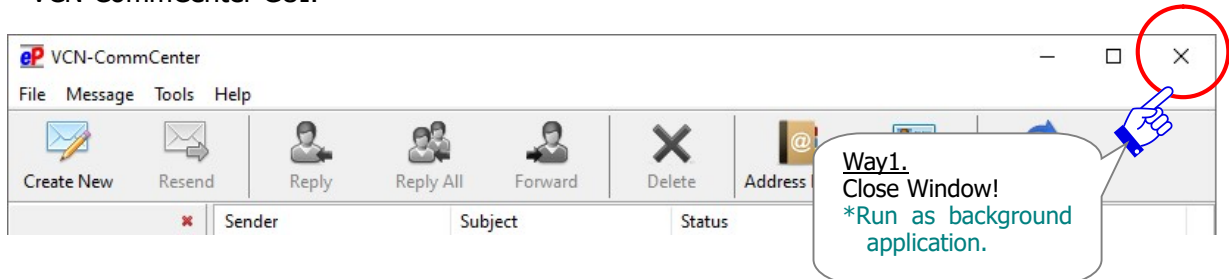 VCN-CommCenter GUI.
eP VCN-CommCenter
File Message Tools Help
Create New Resend Reply Reply All Forward Delete Address
Sender Subject Status
Way1.
Close Window!
*Run as background
application.